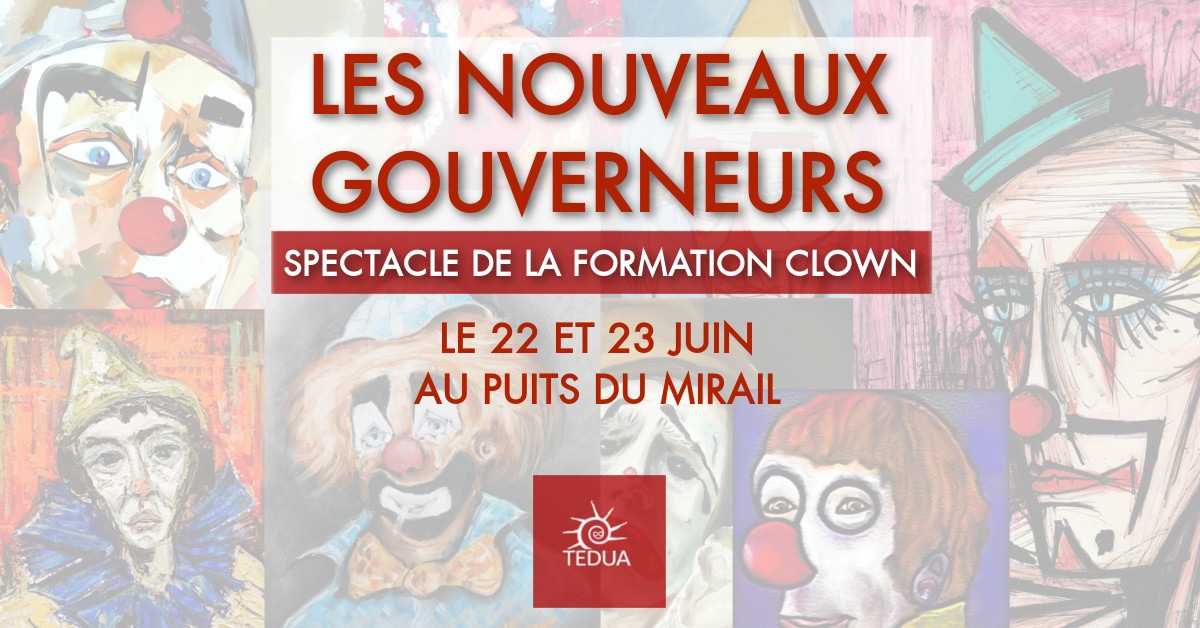 LES NOUVEAUX
GOUVERNEURS
SPECTACLE DE LA FORMATION CLOWN
LE 22 ET 23 JUIN
AU PUITS DU MIRAIL
TEDUA